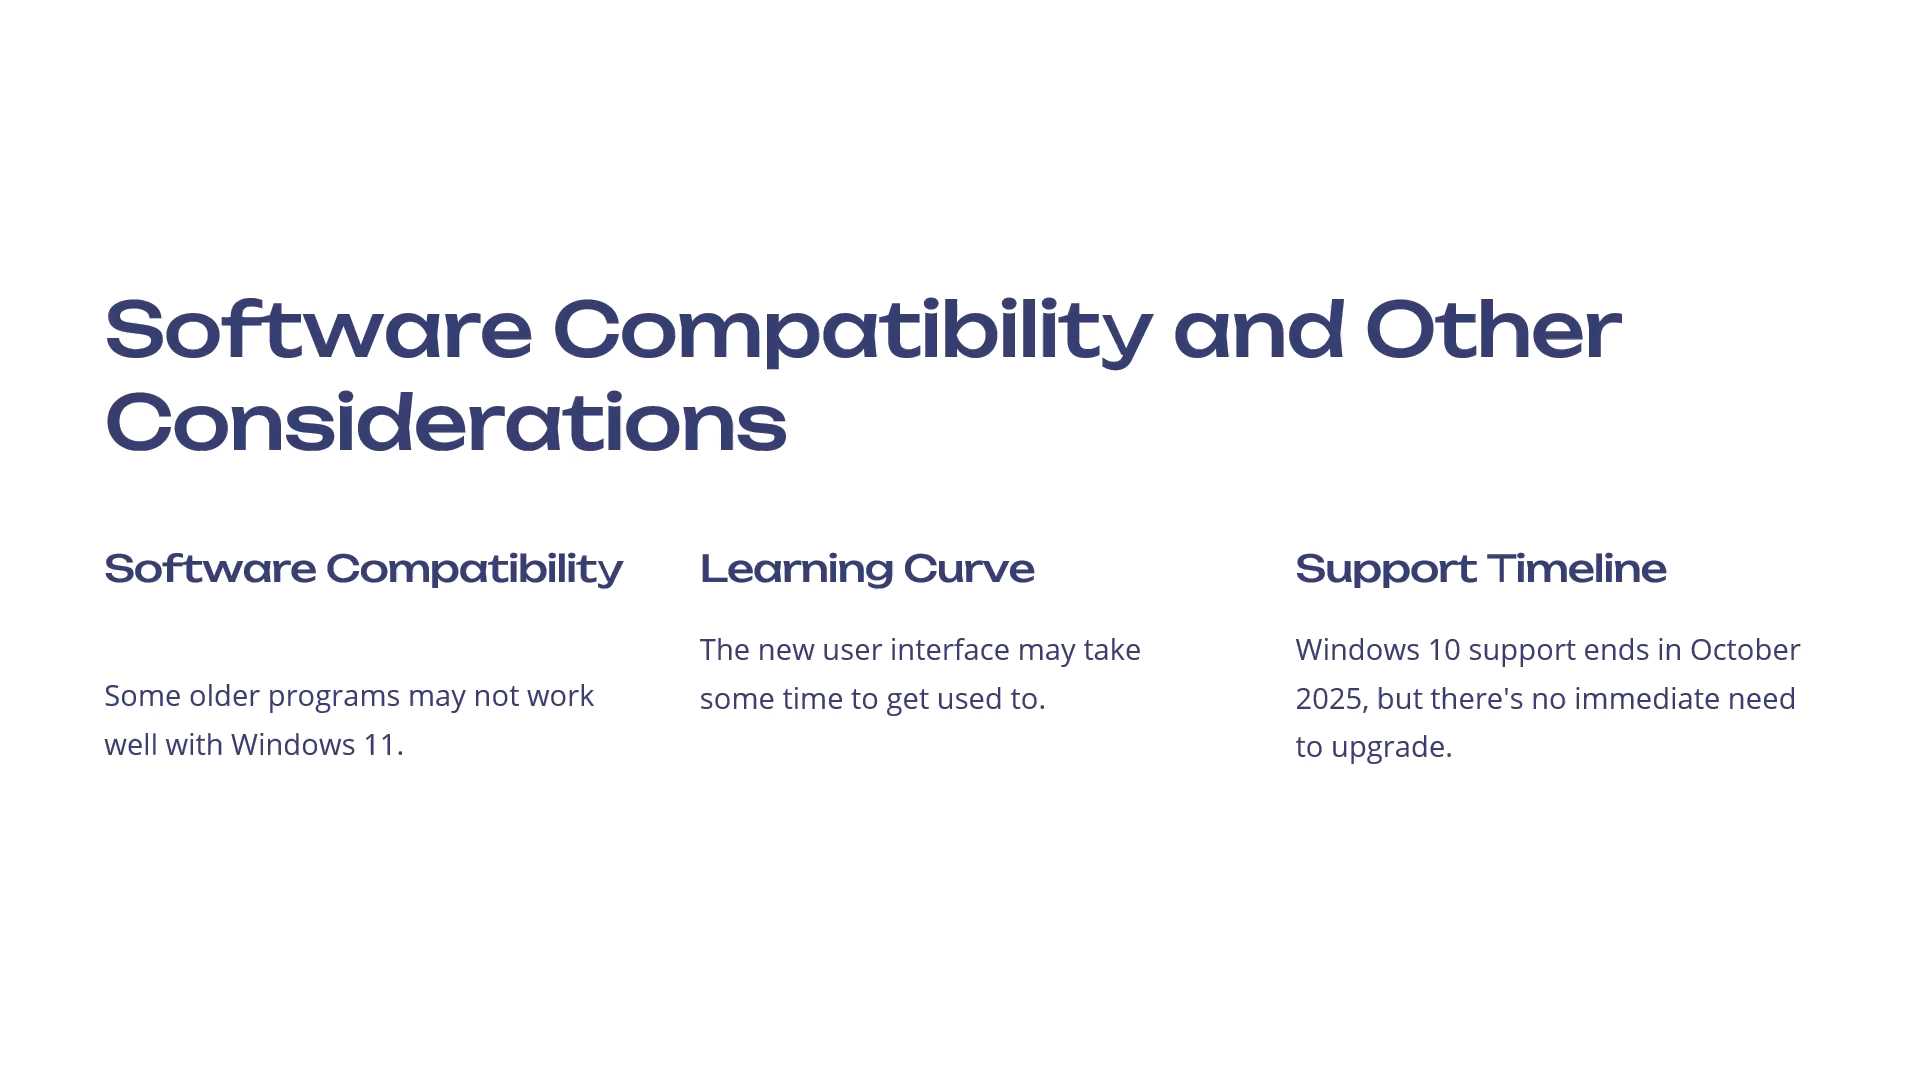 Software Compatibility and Other
Considerations
Software Compatibility
Some older programs may not work
well with Windows 11.
Learning Curve
The new user interface may take
some time to get used to.
Support Timeline
Windows 10 support ends in October
2025, but there's no immediate need
to upgrade.